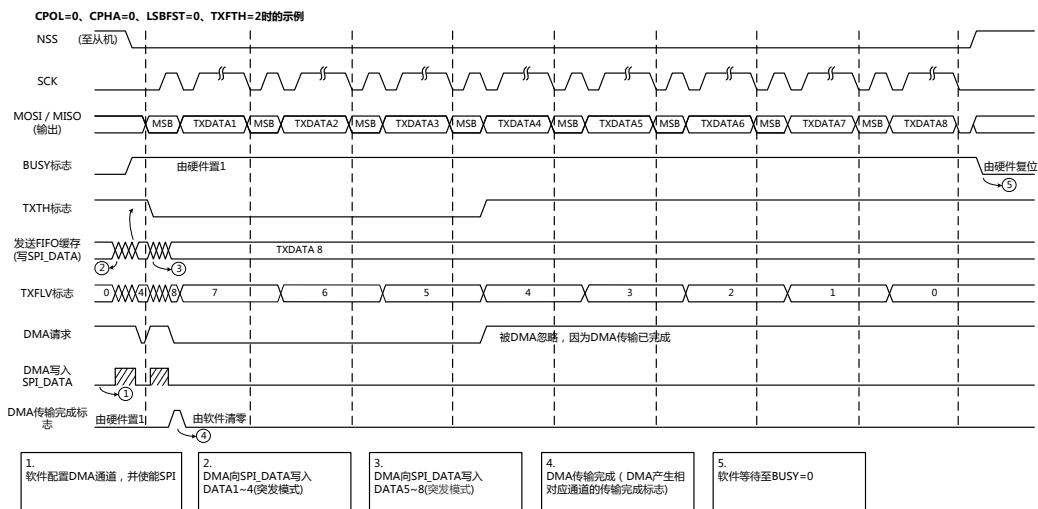 CPOL=0、CPHA=0、LSBFST=0、TXFTH=2时的示例
NSS (至从机)
SCK
MOSI / MISO
(输出)
MSB TXDATA1 MSB TXDATA2 MSB TXDATA3 MSB TXDATA4 MSB TXDATA5 MSB TXDATA6 MSB TXDATA7 MSB TXDATA8
BUSY标志
由硬件置1
由硬件复位
5
TXTH标志
发送FIFO缓存
(写SPI_DATA)
TXDATA 8
2
3
TXFLV标志
0 4 8 7 6 5 4 3 2 1 0
DMA请求
被DMA忽略，因为DMA传输已完成
DMA写入
SPI_DATA
1
DMA传输完成标
志
由硬件置1
由软件清零
4
1.
软件配置DMA通道，并使能SPI
2.
DMA向SPI_DATA写入
DATA1~4(突发模式)
3.
DMA向SPI_DATA写入
DATA5~8(突发模式)
4.
DMA传输完成（DMA产生相
对应通道的传输完成标志)
5.
软件等待至BUSY=0